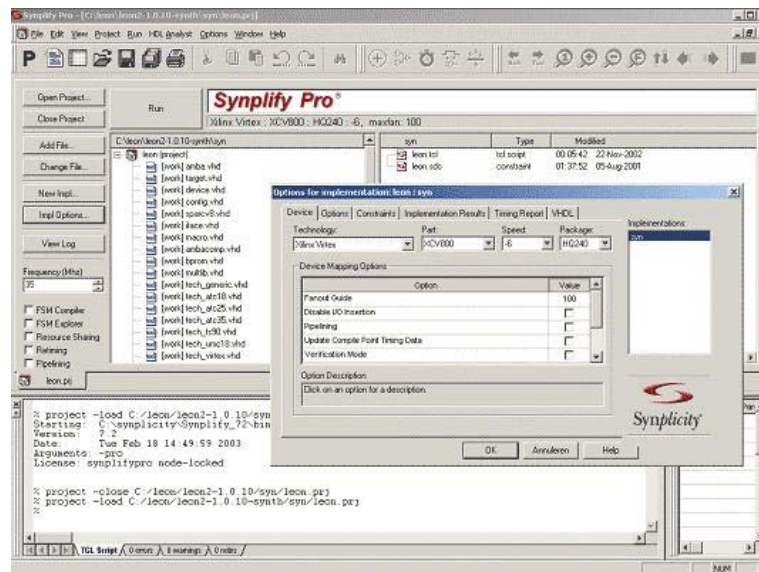 Synplify Pro - [C:\leon\leon2-1.0.10-synth\syn\leon.prj]
File Edit View Project Run HDL Analyst Options Window Help
Open Project...
Close Project
Run
Synplify Pro®
Xilinx Virtex : XCV800 : HQ240 : -6, maxfan: 100
Add File...
Change File...
New Impl...
Impl Options...
View Log
Frequency (Mhz)
35
FSM Compiler
FSM Explorer
Resource Sharing
Retiming
Pipelining
C:\leon\leon2-1.0.10-synth\syn
leon [project]
[work] amba.vhd
[work] target.vhd
[work] device.vhd
[work] config.vhd
[work] sparcv8.vhd
[work] iface.vhd
[work] macro.vhd
[work] ambacomp.vhd
[work] bprom.vhd
[work] multlib.vhd
[work] tech_generic.vhd
[work] tech_atc18.vhd
[work] tech_atc25.vhd
[work] tech_atc35.vhd
[work] tech_fs90.vhd
[work] tech_umc18.vhd
[work] tech_virtex.vhd
syn Type Modified
leon.tcl tcl script 00:05:42 22-Nov-2002
leon.sdc constraint 01:37:52 05-Aug-2001
Options for implementation: leon : syn
Device Options Constraints Implementation Results Timing Report VHDL
Technology: Part: Speed: Package:
Xilinx Virtex XCV800 -6 HQ240
Implementations:
syn
Device Mapping Options
Option Value
Fanout Guide 100
Disable I/O Insertion
Pipelining
Update Compile Point Timing Data
Verification Mode
Option Description
Click on an option for a description.
Synplicity
OK Annuleren Help
leon.prj
% project -load C:/leon/leon2-1.0.10/syn
Starting: C:\synplicity\Synplify_72\bin
Version: 7.2
Date: Tue Feb 18 14:49:59 2003
Arguments: -pro
License: synplifypro node-locked
% project -close C:/leon/leon2-1.0.10/syn/leon.prj
% project -load C:/leon/leon2-1.0.10-synth/syn/leon.prj
%
TCL Script 0 errors 0 warnings 0 notes
NUM